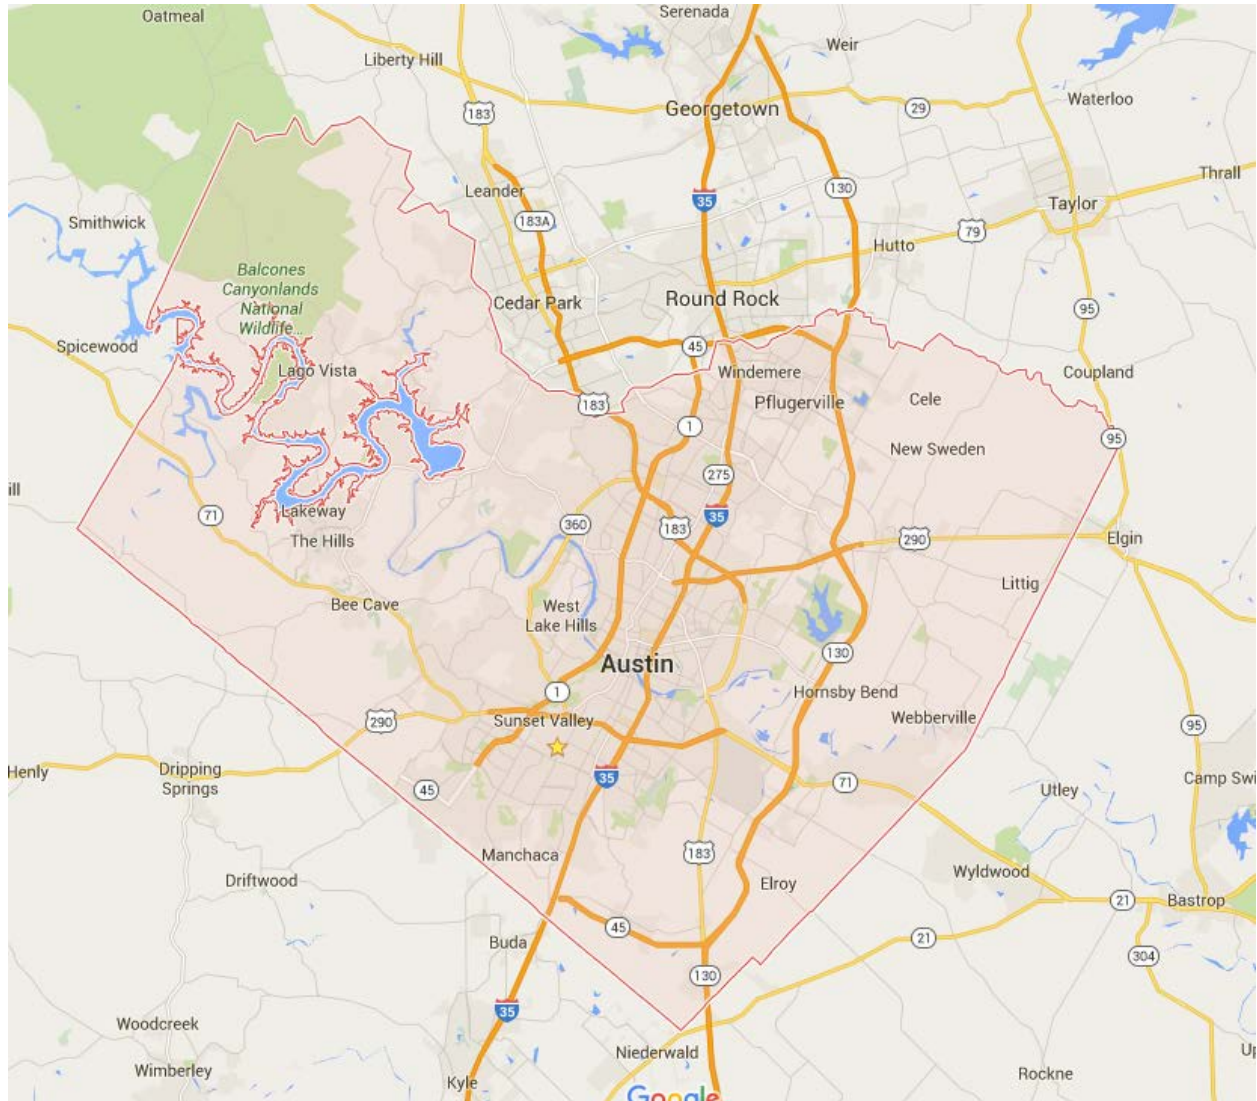 Oatmeal
Serenada
Weir
Liberty Hill
Waterloo
183
Georgetown
29
Leander
35
130
Thrall
Smithwick
183A
Taylor
79
Hutto
Balcones
Canyonlands
National
Wildlife...
Cedar Park
Round Rock
95
Spicewood
45
Lago Vista
Windemere
Coupland
183
Pflugerville
Cele
1
95
New Sweden
275
ill
71
Lakeway
360
183
35
The Hills
290
Elgin
Littig
Bee Cave
West
Lake Hills
130
Austin
1
Hornsby Bend
290
Sunset Valley
Webberville
95
Henly
Dripping
Springs
35
45
71
Utley
Camp Swi
Manchaca
183
Driftwood
Elroy
Wyldwood
21
Bastrop
45
21
Buda
304
130
35
Woodcreek
Niederwald
Up
Wimberley
Kyle
Rockne
Google